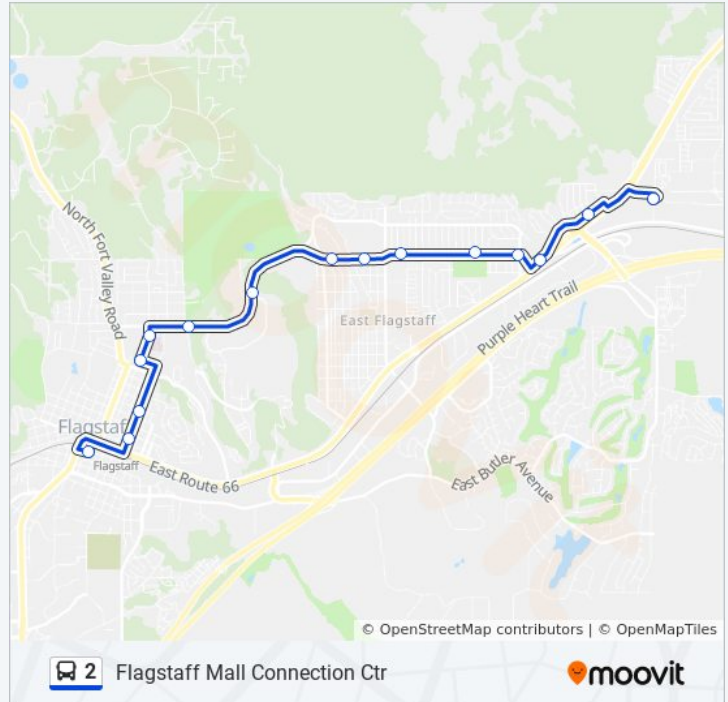 North Fort Valley Road
East Flagstaff
Purple Heart Trail
Flagstaff
Flagstaff
East Route 66
East Butler Avenue
© OpenStreetMap contributors | © OpenMapTiles
2 Flagstaff Mall Connection Ctr
moovit